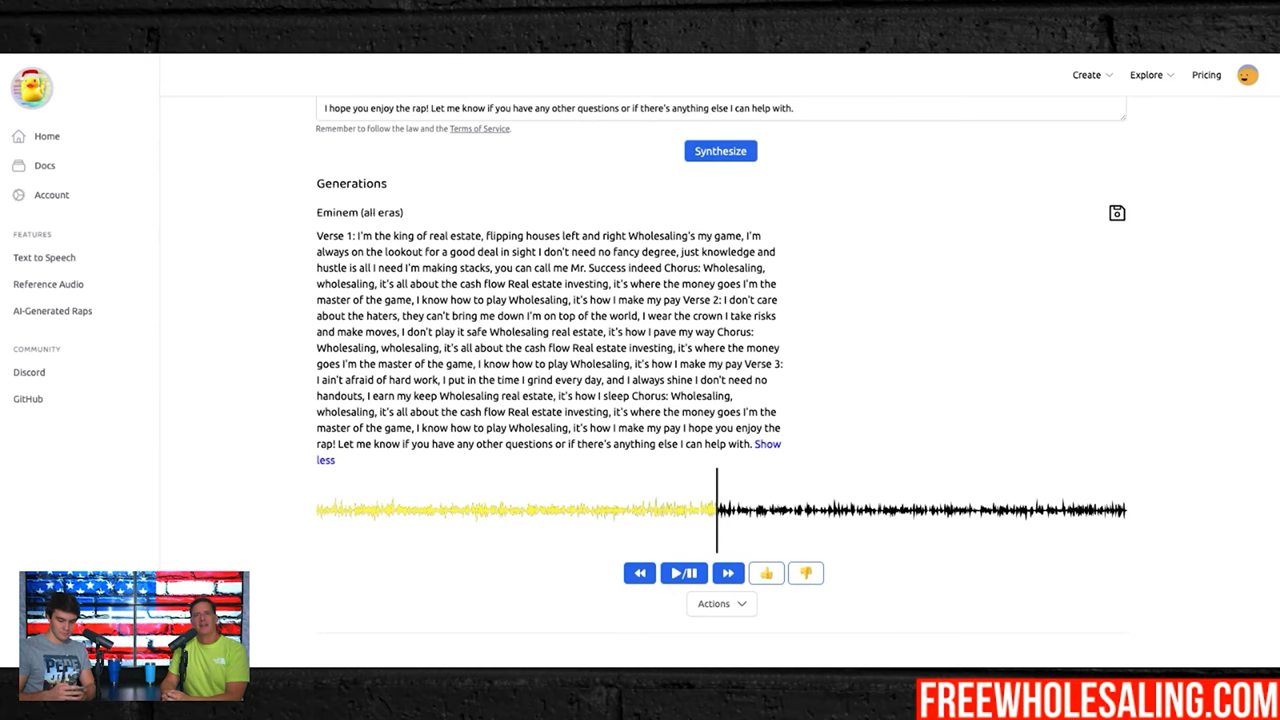 Create
Explore
Pricing
Home
Docs
Account
FEATURES
Text to Speech
Reference Audio
AI-Generated Raps
COMMUNITY
Discord
GitHub
I hope you enjoy the rap! Let me know if you have any other questions or if there's anything else I can help with.
Remember to follow the law and the Terms of Service.
Synthesize
Generations
Eminem (all eras)
Verse 1: I'm the king of real estate, flipping houses left and right Wholesaling's my game, I'm
always on the lookout for a good deal in sight I don't need no fancy degree, just knowledge and
hustle is all I need I'm making stacks, you can call me Mr. Success indeed Chorus: Wholesaling,
wholesaling, it's all about the cash flow Real estate investing, it's where the money goes I'm the
master of the game, I know how to play Wholesaling, it's how I make my pay Verse 2: I don't care
about the haters, they can't bring me down I'm on top of the world, I wear the crown I take risks
and make moves, I don't play it safe Wholesaling real estate, it's how I pave my way Chorus:
Wholesaling, wholesaling, it's all about the cash flow Real estate investing, it's where the money
goes I'm the master of the game, I know how to play Wholesaling, it's how I make my pay Verse 3:
I ain't afraid of hard work, I put in the time I grind every day, and I always shine I don't need no
handouts, I earn my keep Wholesaling real estate, it's how I sleep Chorus: Wholesaling,
wholesaling, it's all about the cash flow Real estate investing, it's where the money goes I'm the
master of the game, I know how to play Wholesaling, it's how I make my pay I hope you enjoy the
rap! Let me know if you have any other questions or if there's anything else I can help with. Show
less
Actions
FREEWHOLESALING.COM